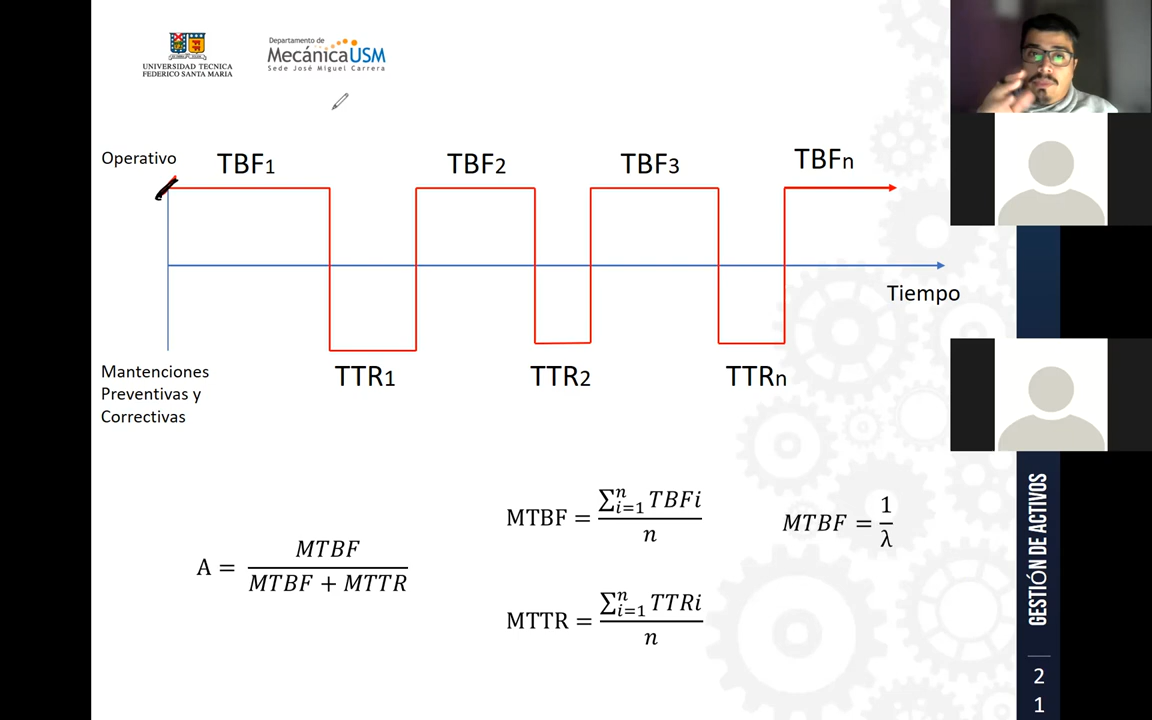 UNIVERSIDAD TECNICA
FEDERICO SANTA MARIA
Departamento de
MecánicaUSM
Sede José Miguel Carrera
Operativo
TBF1
TBF2
TBF3
TBFn
Tiempo
TTR1
TTR2
TTRn
Mantenciones
Preventivas y
Correctivas
A = MTBF / (MTBF + MTTR)
MTBF = ∑ⁿᵢ₌₁ TBFi / n
MTBF = 1 / λ
MTTR = ∑ⁿᵢ₌₁ TTRi / n
GESTIÓN DE ACTIVOS
2
1